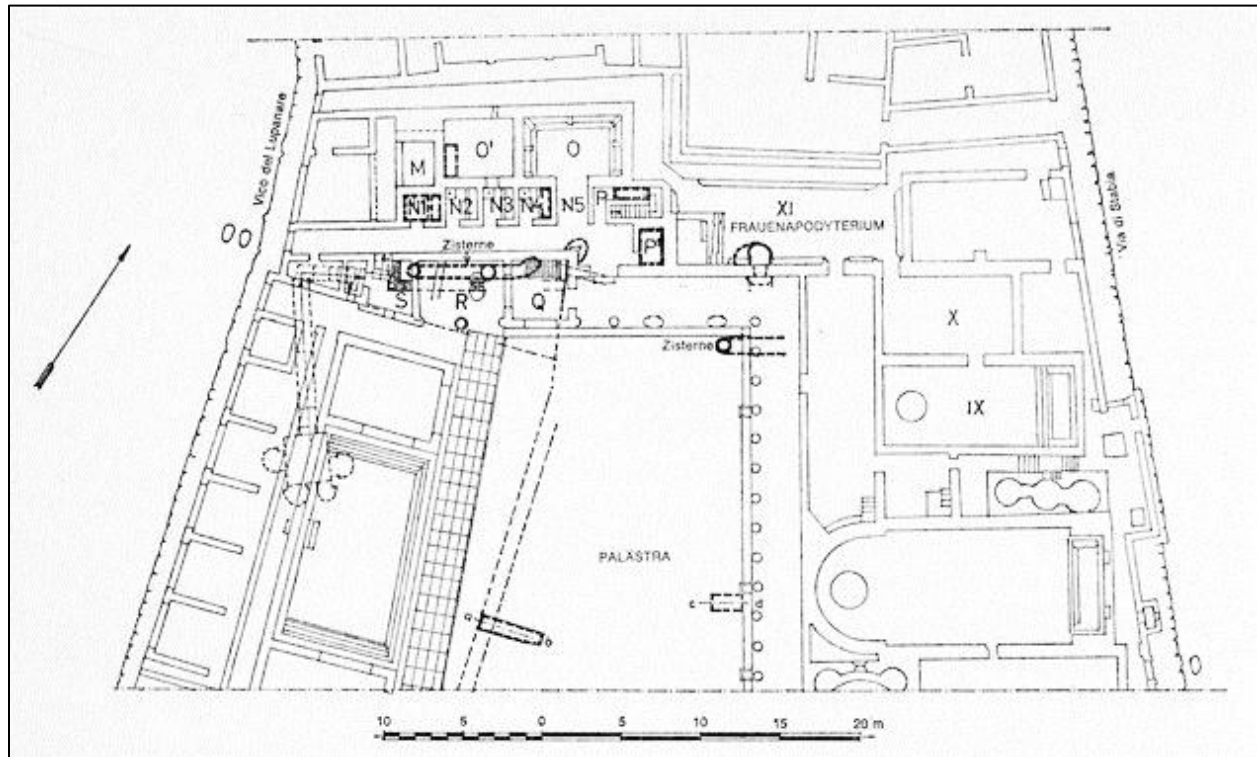 Vico del Lupanare
Via di Stabia
M
O'
O
N1
N2
N3
N4
N5
P
P'
XI
FRAUENAPODYTERIUM
Zisterne
S
R
Q
Zisterne
X
IX
PALÄSTRA
a
b
c
d
10 5 0 5 10 15 20 m